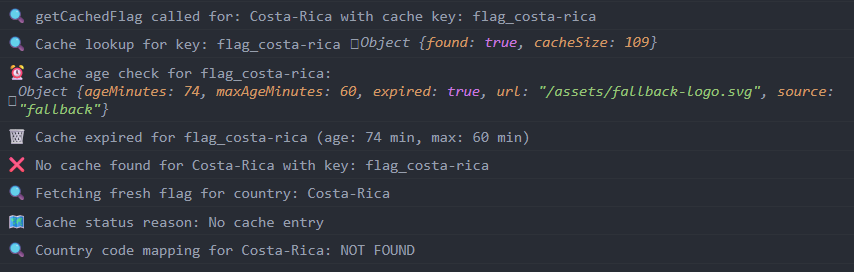 🔍 getCachedFlag called for: Costa-Rica with cache key: flag_costa-rica
🔍 Cache lookup for key: flag_costa-rica Object {found: true, cacheSize: 109}
⏰ Cache age check for flag_costa-rica:
Object {ageMinutes: 74, maxAgeMinutes: 60, expired: true, url: "/assets/fallback-logo.svg", source:
"fallback"}
🗑️ Cache expired for flag_costa-rica (age: 74 min, max: 60 min)
❌ No cache found for Costa-Rica with key: flag_costa-rica
🔍 Fetching fresh flag for country: Costa-Rica
🗺️ Cache status reason: No cache entry
🔍 Country code mapping for Costa-Rica: NOT FOUND